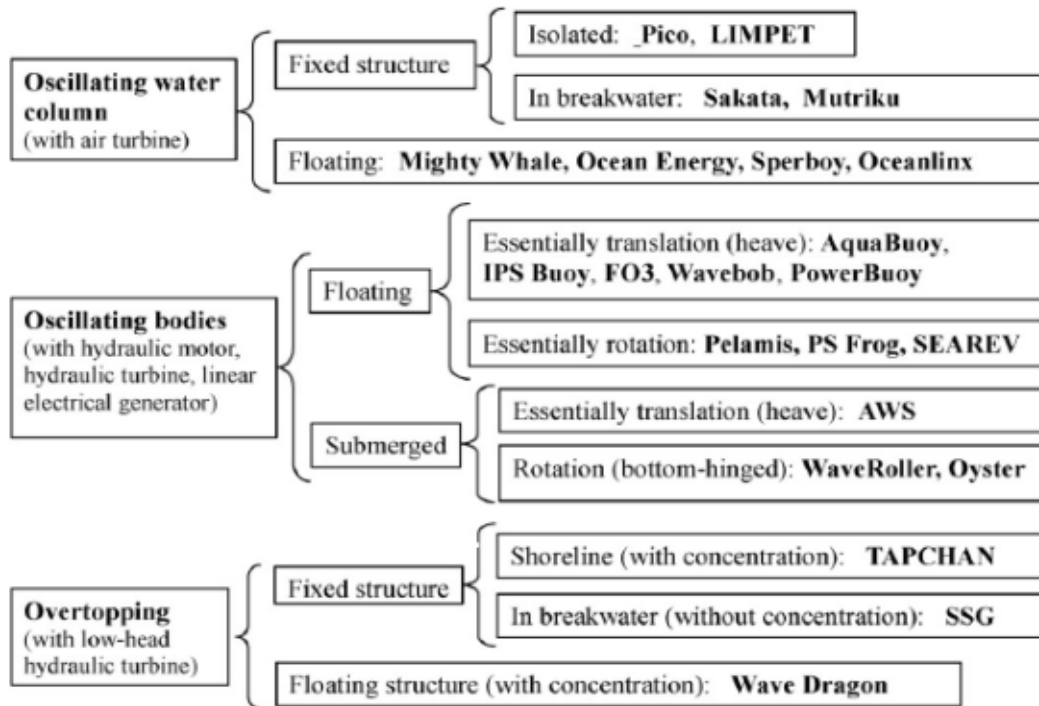 Oscillating water
column
(with air turbine)
Fixed structure
Isolated: _Pico, LIMPET
In breakwater: Sakata, Mutriku
Floating: Mighty Whale, Ocean Energy, Sperboy, Oceanlinx
Oscillating bodies
(with hydraulic motor,
hydraulic turbine, linear
electrical generator)
Floating
Essentially translation (heave): AquaBuoy,
IPS Buoy, FO3, Wavebob, PowerBuoy
Essentially rotation: Pelamis, PS Frog, SEAREV
Submerged
Essentially translation (heave): AWS
Rotation (bottom-hinged): WaveRoller, Oyster
Overtopping
(with low-head
hydraulic turbine)
Fixed structure
Shoreline (with concentration): TAPCHAN
In breakwater (without concentration): SSG
Floating structure (with concentration): Wave Dragon